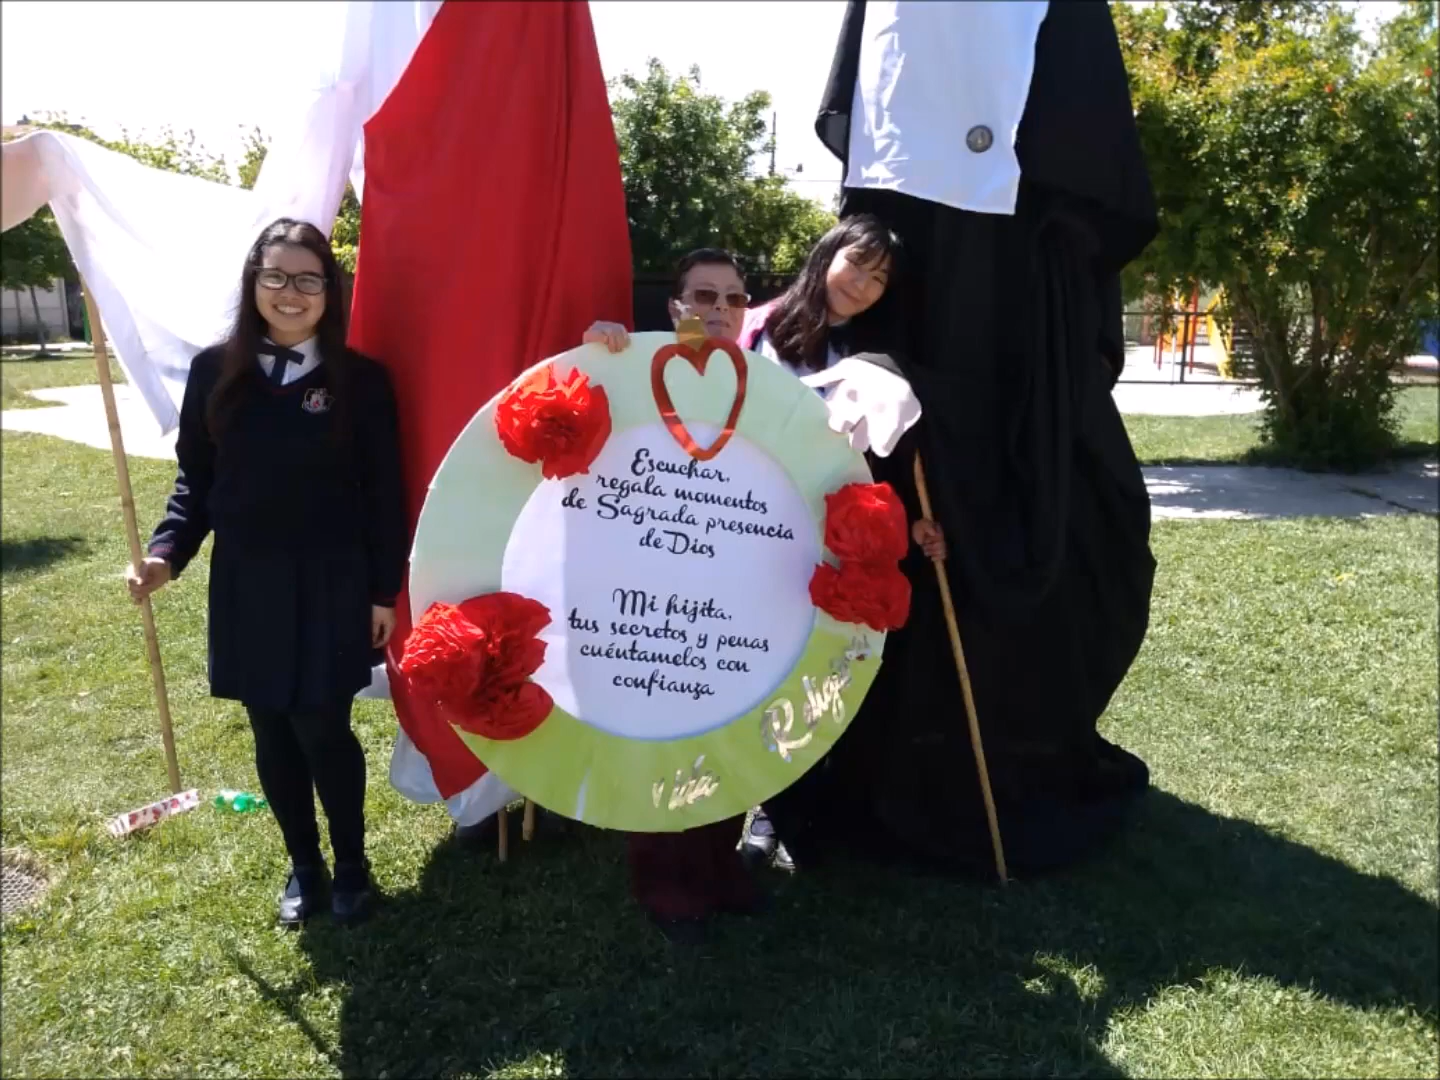 Escuchar,
regala momentos
de Sagrada presencia
de Dios
Mi hijita,
tus secretos y penas
cuéntamelos con
confianza
vida Religiosa